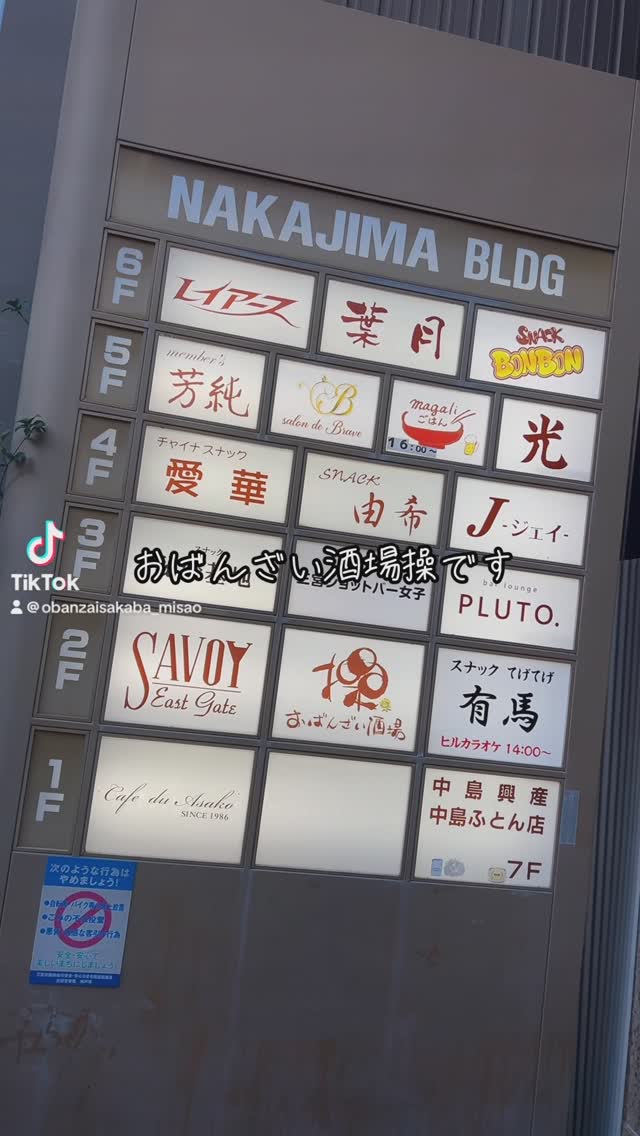 NAKAJIMA BLDG
6F
レイアース
葉月
SNACK
BONBON
5F
member's
芳純
B
salon de Brave
magali
ごはん
16:00～
光
4F
チャイナスナック
愛華
SNACK
由希
J-ジェイ-
3F
スナック
ショットバー女子
bar lounge
PLUTO.
おばんざい酒場操です
TikTok
@obanzaisakaba_misao
2F
SAVOY
East Gate
操
おばんざい酒場
スナック てげてげ
有馬
ヒルカラオケ 14:00～
1F
Cafe du Asako
SINCE 1986
中島興産
中島ふとん店
7F
次のような行為は
やめましょう!